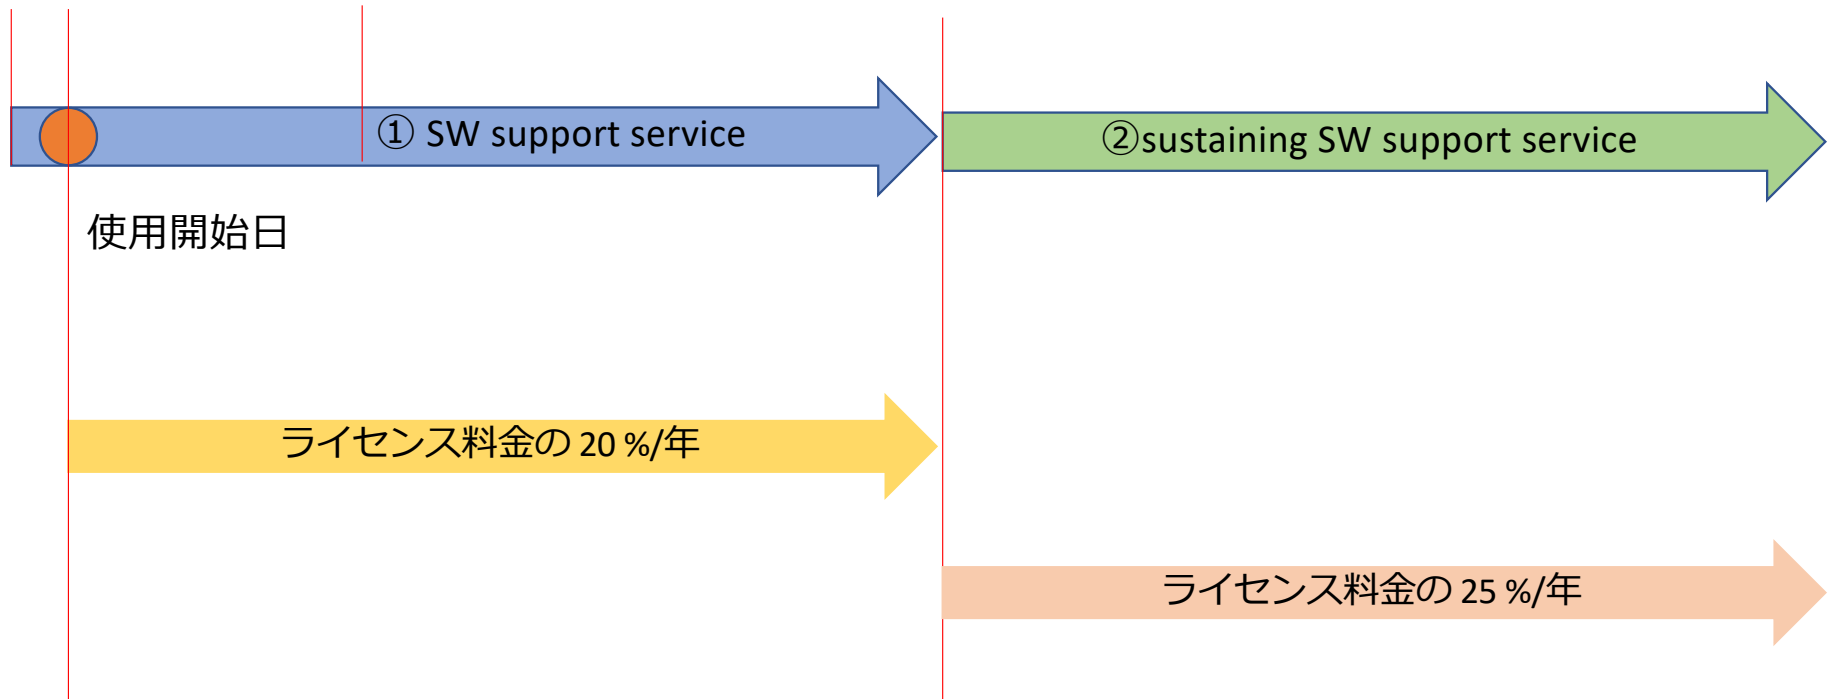 ① SW support service
②sustaining SW support service
使用開始日
ライセンス料金の 20 %/年
ライセンス料金の 25 %/年